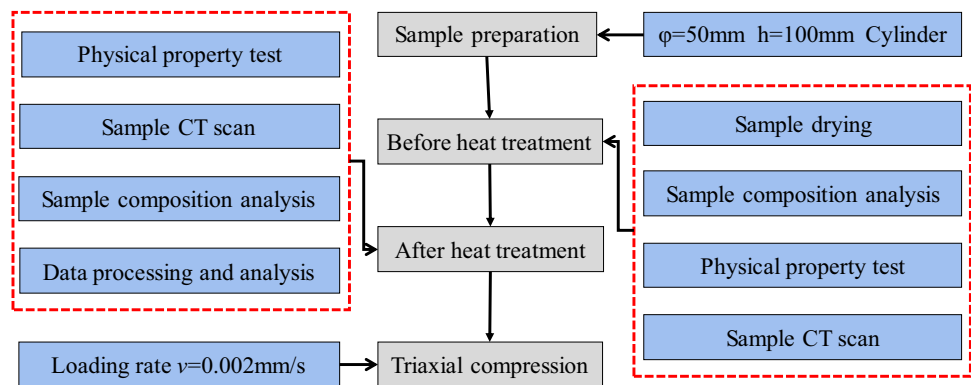 Sample preparation
φ=50mm h=100mm Cylinder
Physical property test
Sample CT scan
Sample composition analysis
Data processing and analysis
Before heat treatment
After heat treatment
Sample drying
Sample composition analysis
Physical property test
Sample CT scan
Loading rate v=0.002mm/s
Triaxial compression